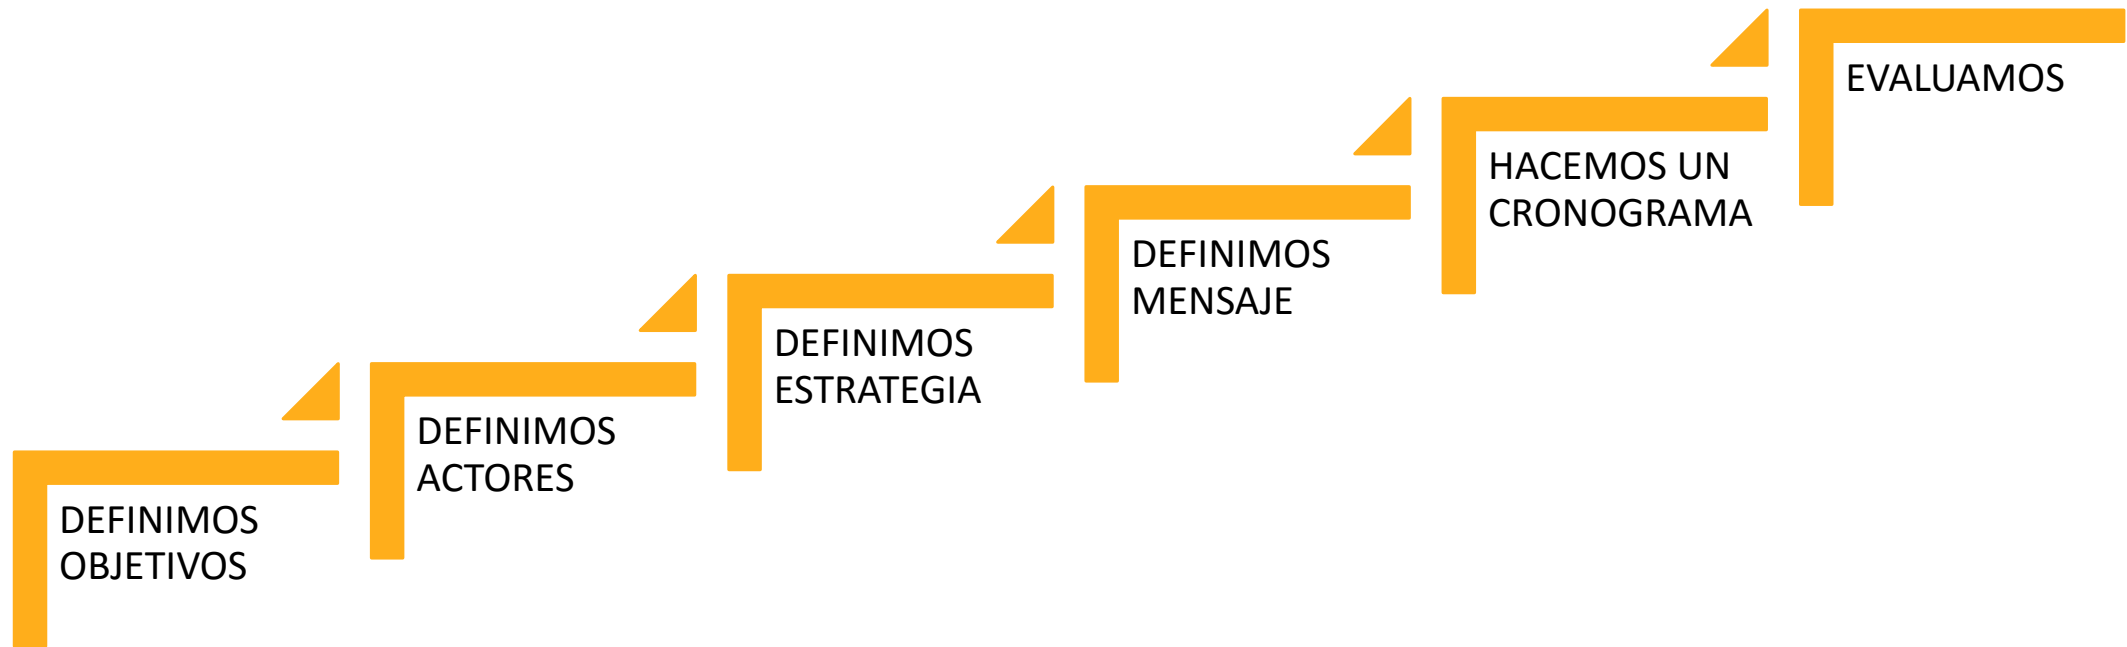 DEFINIMOS
OBJETIVOS
DEFINIMOS
ACTORES
DEFINIMOS
ESTRATEGIA
DEFINIMOS
MENSAJE
HACEMOS UN
CRONOGRAMA
EVALUAMOS